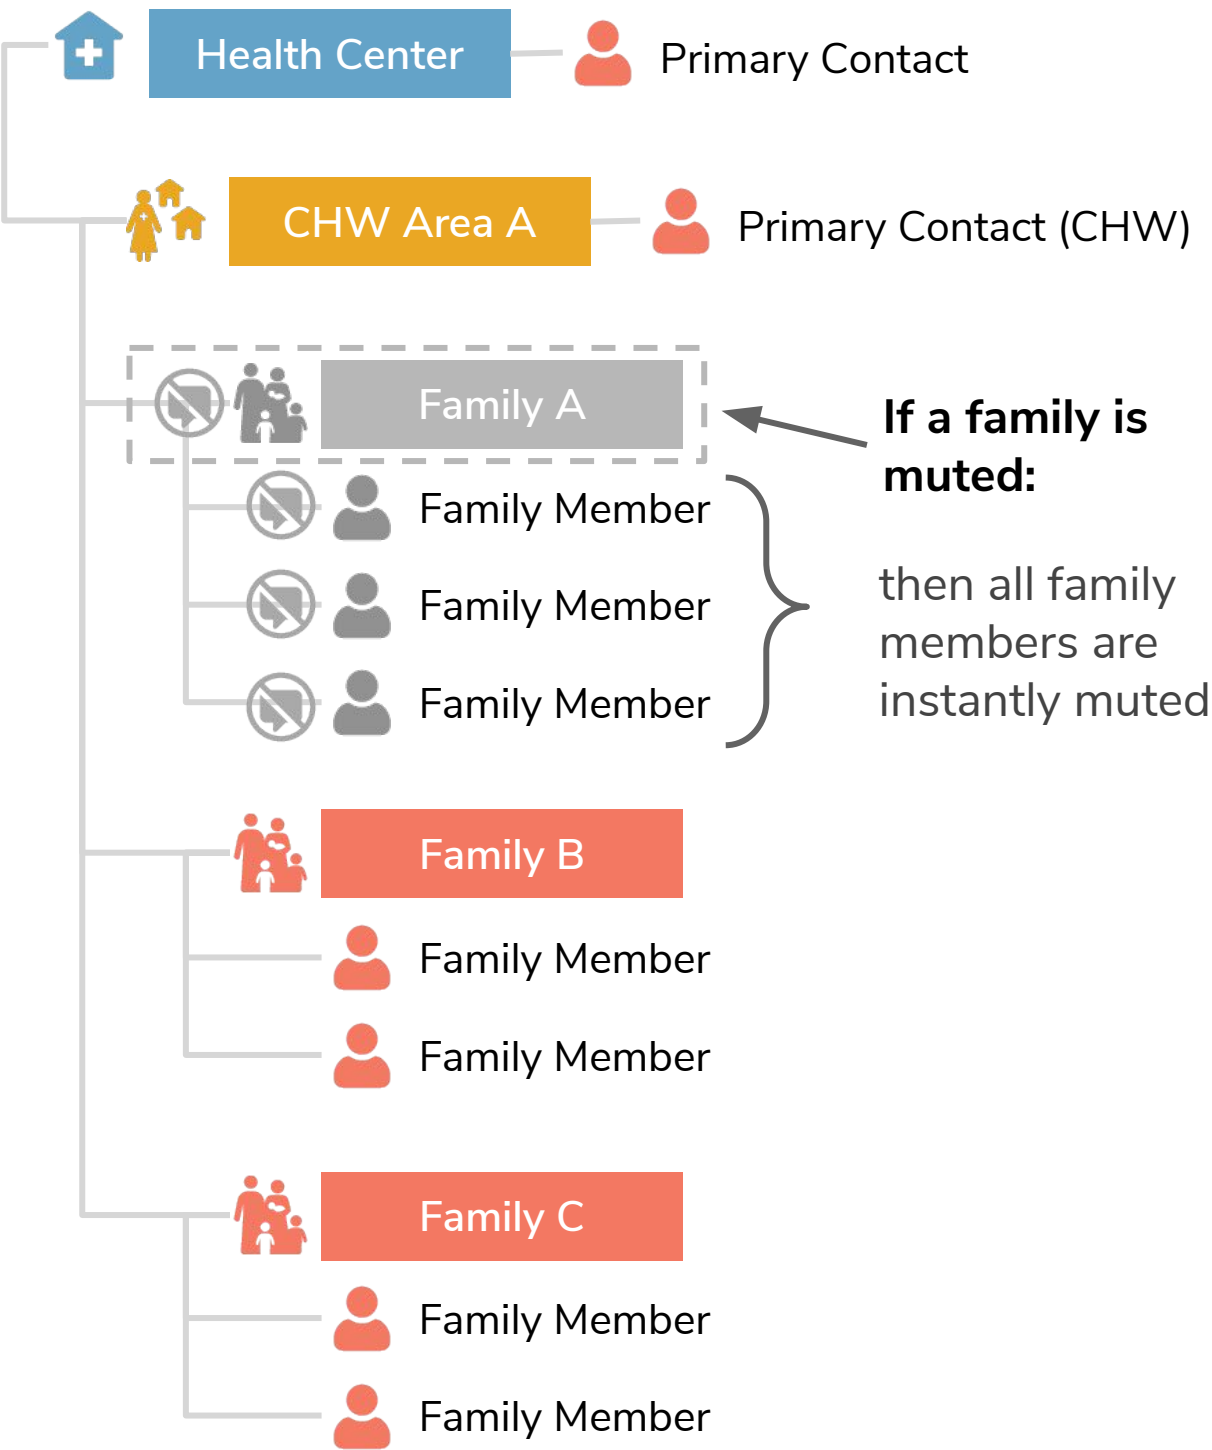 Health Center
Primary Contact
CHW Area A
Primary Contact (CHW)
Family A
If a family is
muted:
Family Member
Family Member
Family Member
then all family
members are
instantly muted
Family B
Family Member
Family Member
Family C
Family Member
Family Member